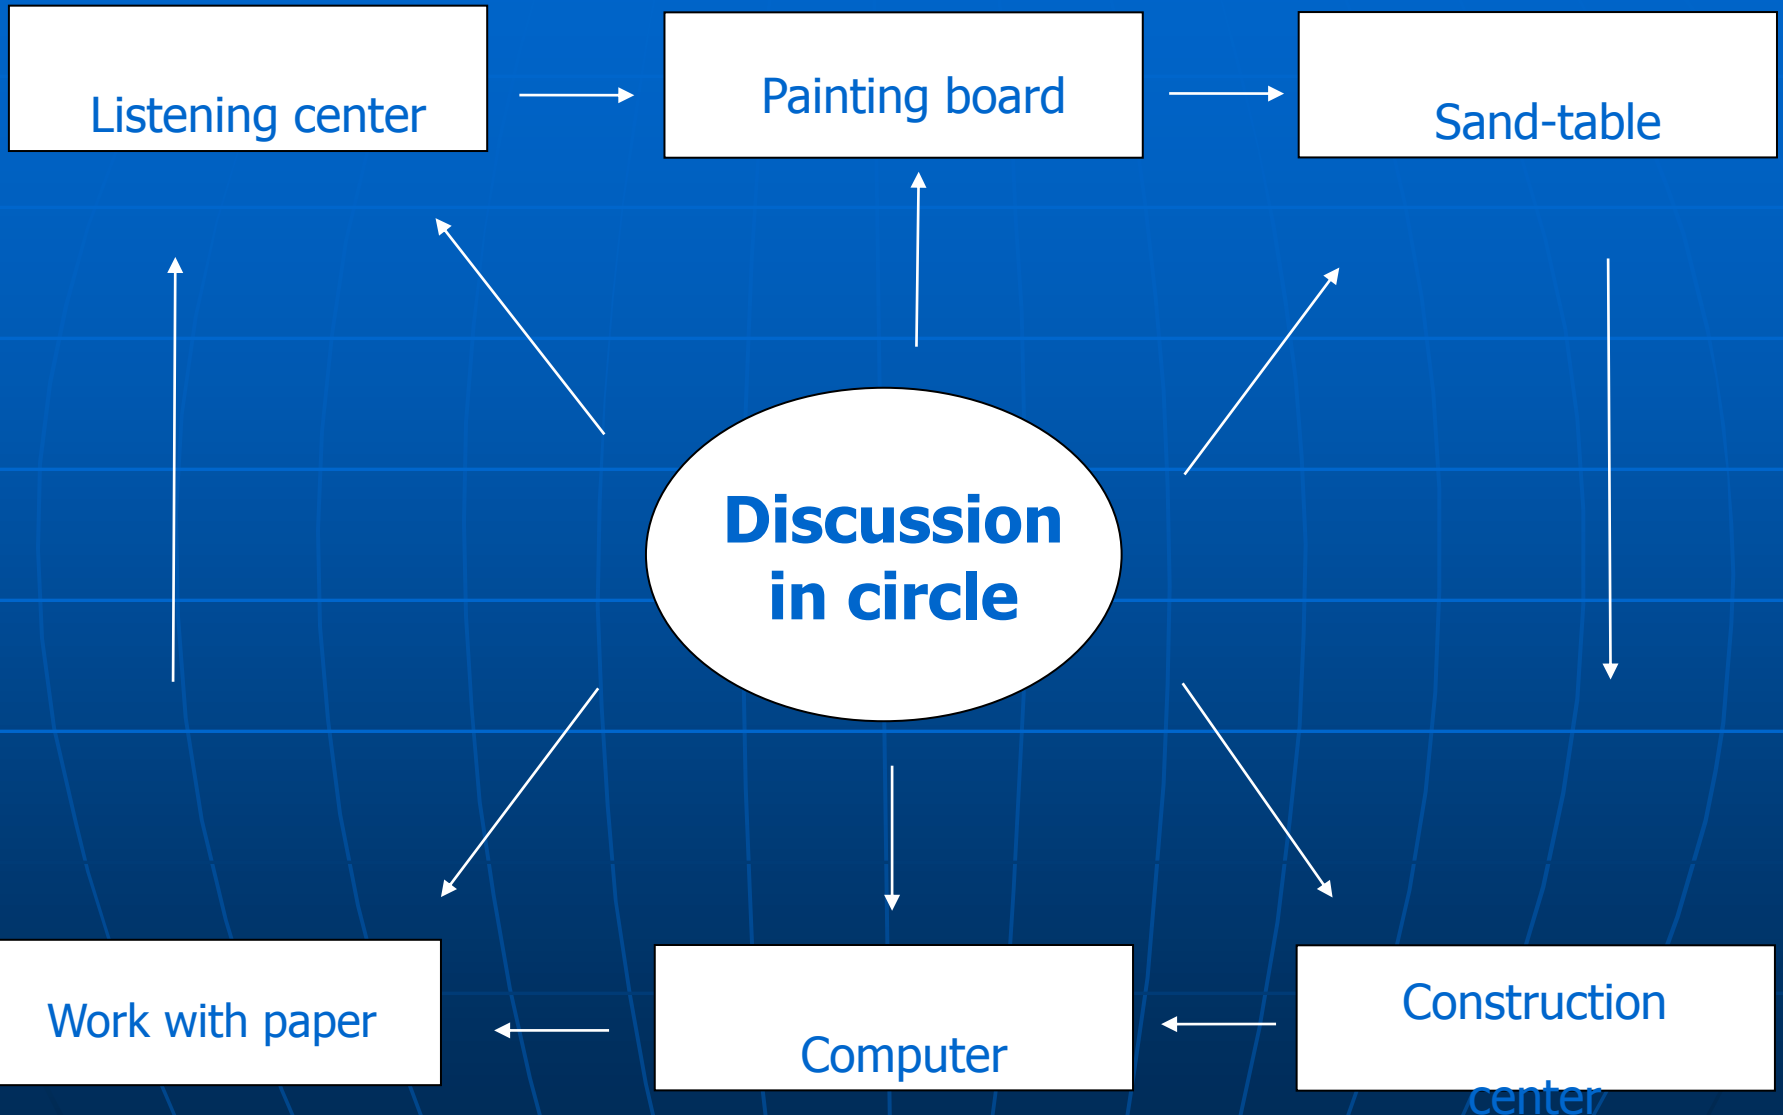 Listening center
Painting board
Sand-table
Discussion
in circle
Work with paper
Computer
Construction
center